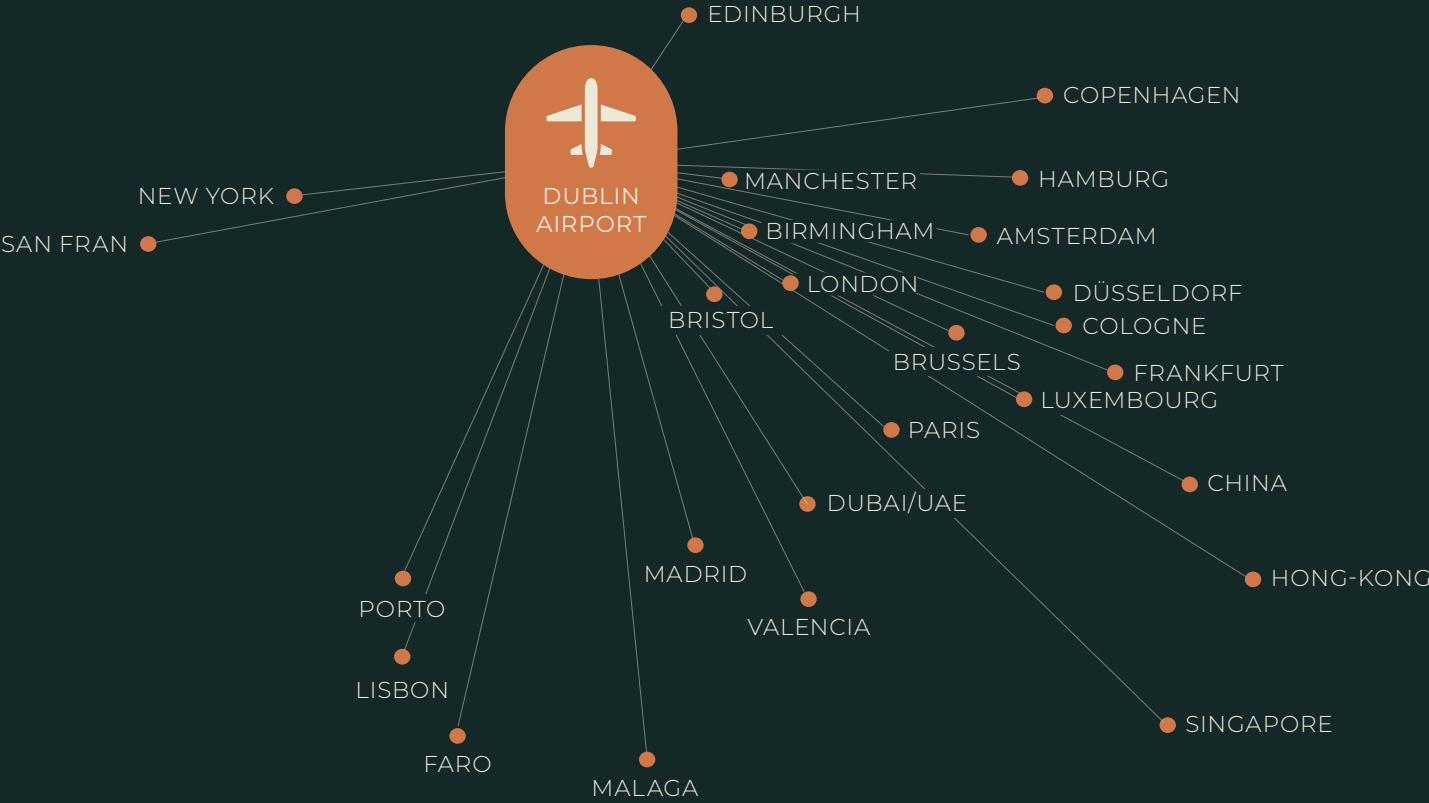 EDINBURGH
COPENHAGEN
NEW YORK
DUBLIN
AIRPORT
MANCHESTER
HAMBURG
SAN FRAN
BIRMINGHAM
AMSTERDAM
LONDON
DÜSSELDORF
BRISTOL
COLOGNE
BRUSSELS
FRANKFURT
LUXEMBOURG
PARIS
CHINA
DUBAI/UAE
MADRID
HONG-KONG
PORTO
VALENCIA
LISBON
SINGAPORE
FARO
MALAGA